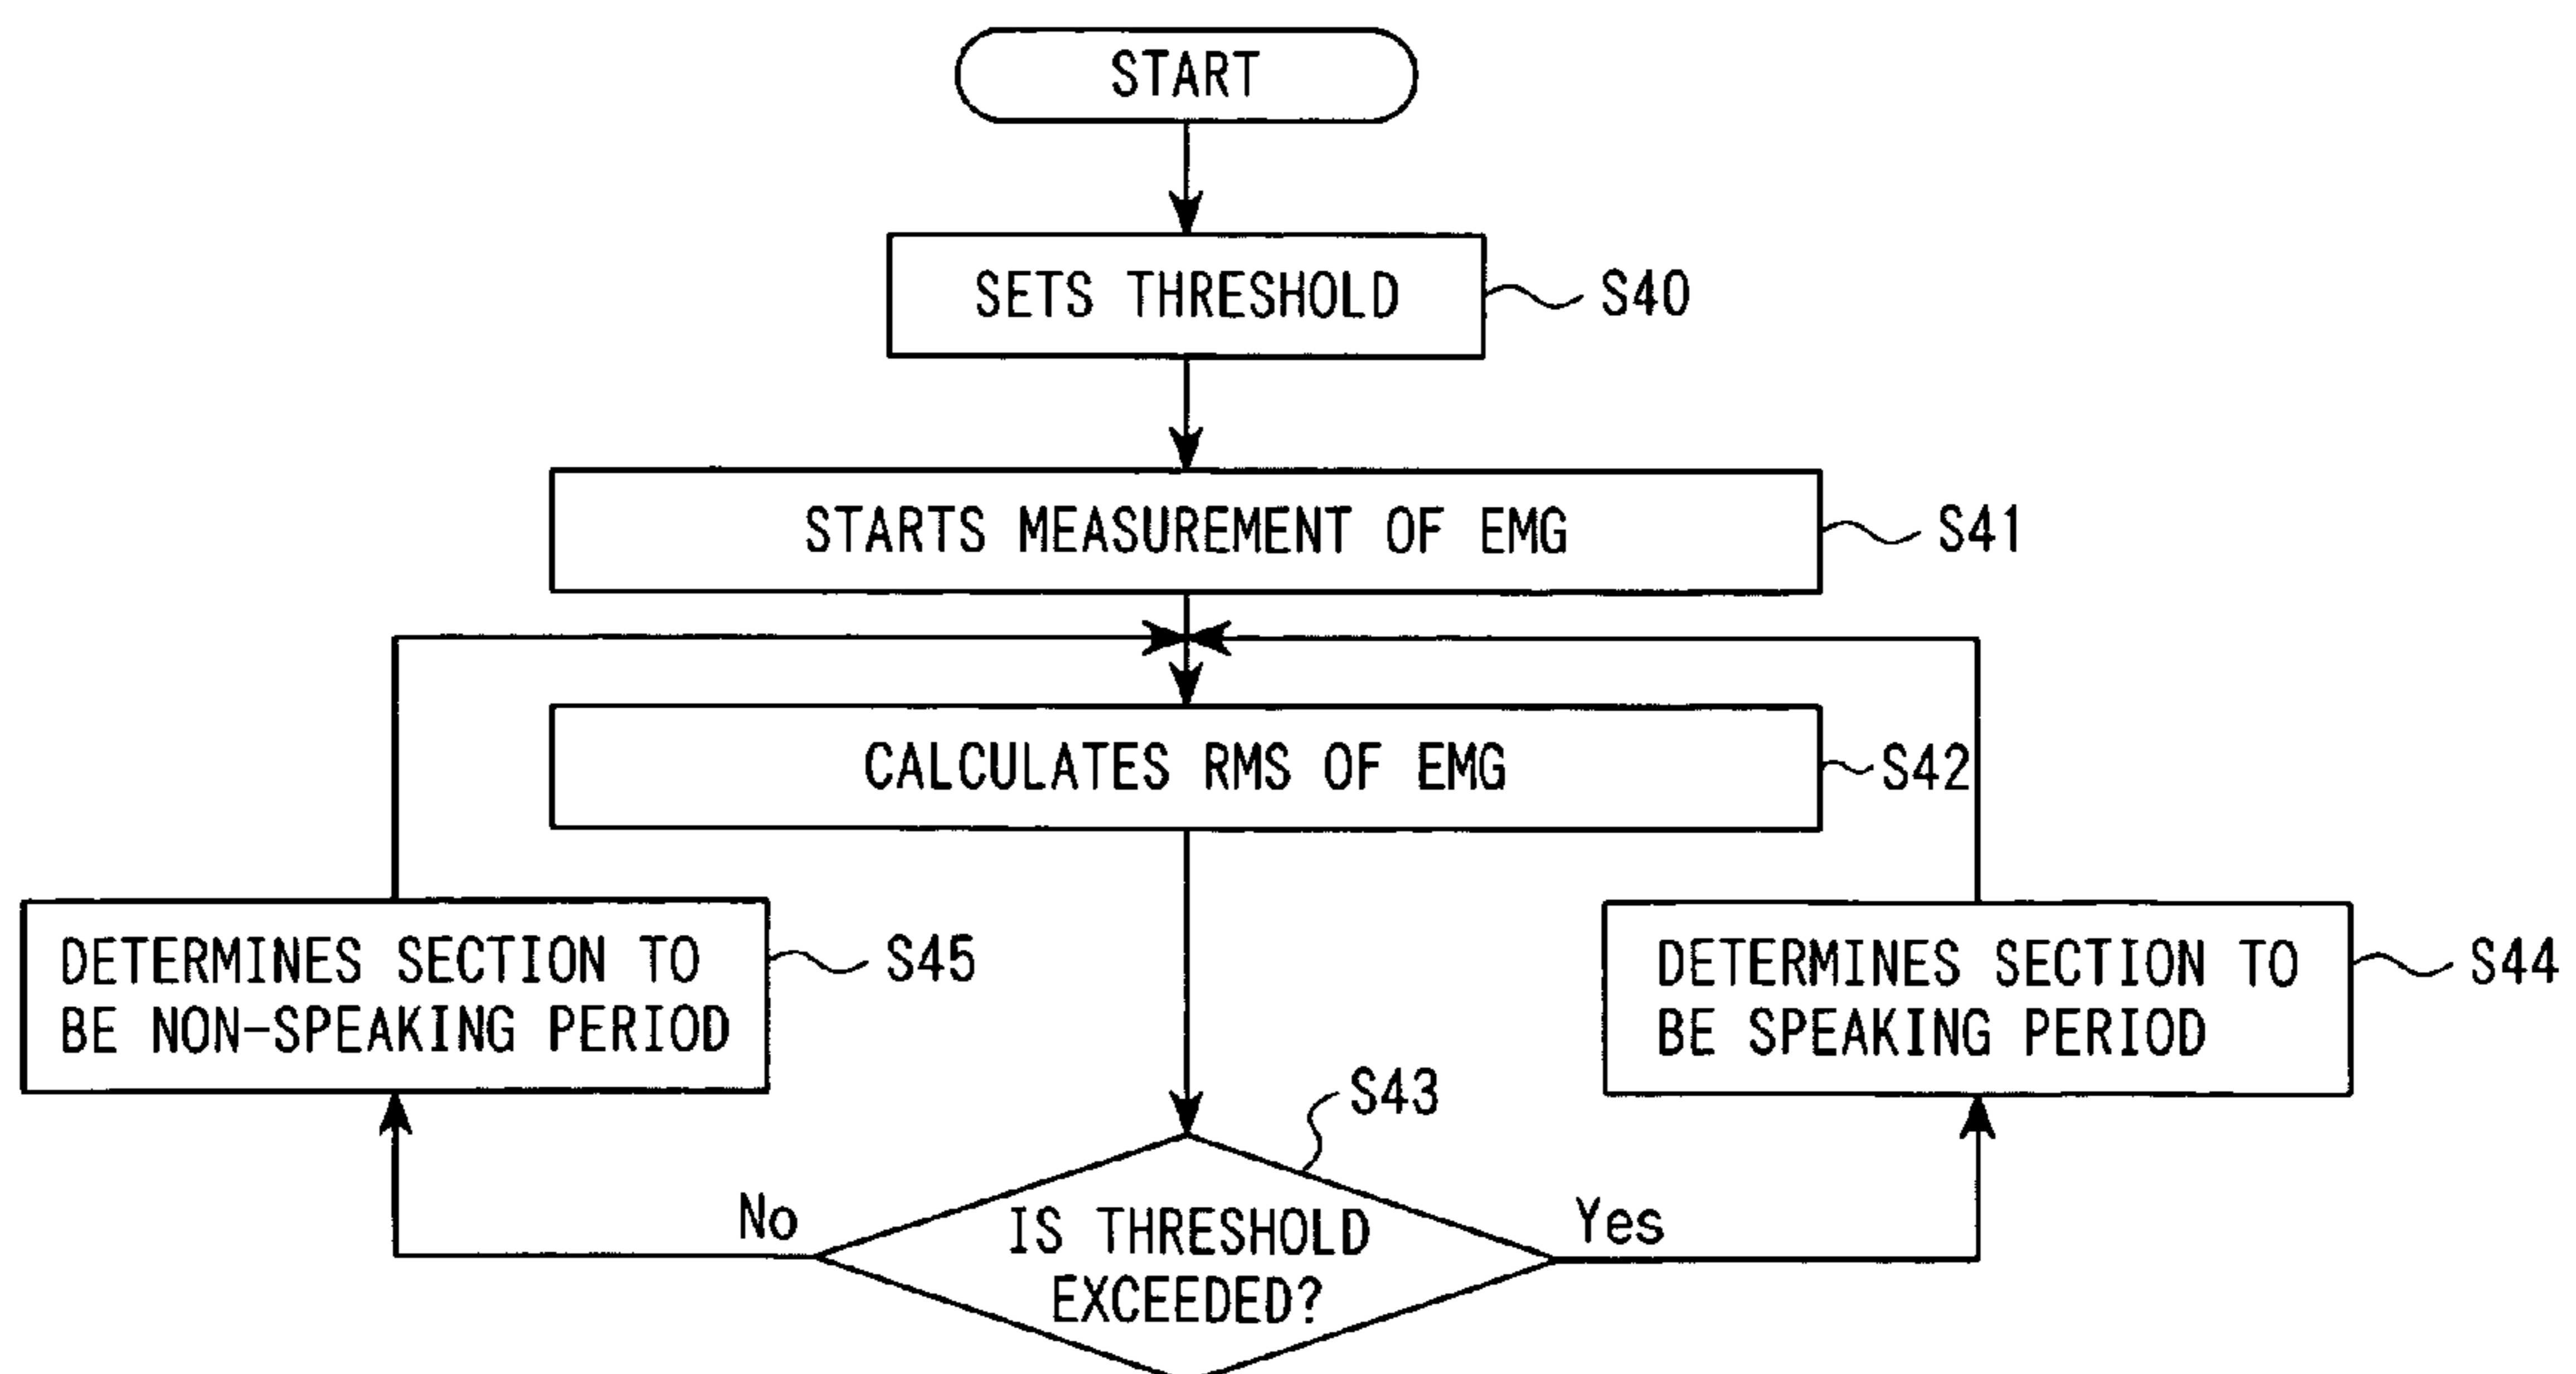 START
SETS THRESHOLD
S40
STARTS MEASUREMENT OF EMG
S41
CALCULATES RMS OF EMG
S42
DETERMINES SECTION TO
BE NON-SPEAKING PERIOD
S45
DETERMINES SECTION TO
BE SPEAKING PERIOD
S44
S43
No
IS THRESHOLD
EXCEEDED?
Yes